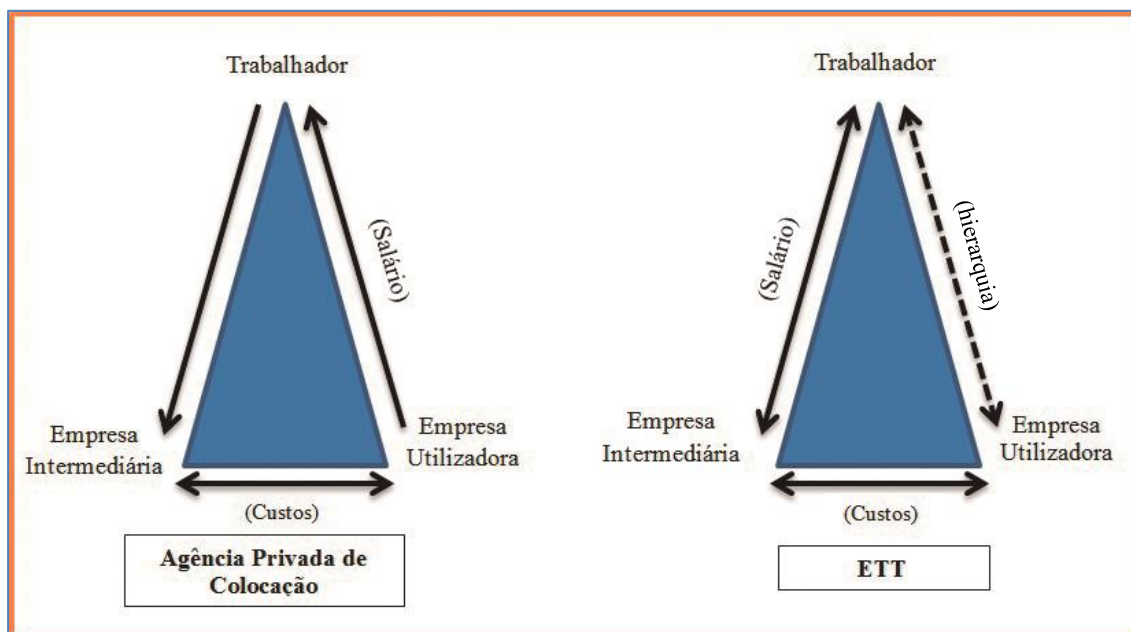 Trabalhador
(Salário)
Empresa
Intermediária
Empresa
Utilizadora
(Custos)
Agência Privada de
Colocação
Trabalhador
(Salário)
(hierarquia)
Empresa
Intermediária
Empresa
Utilizadora
(Custos)
ETT